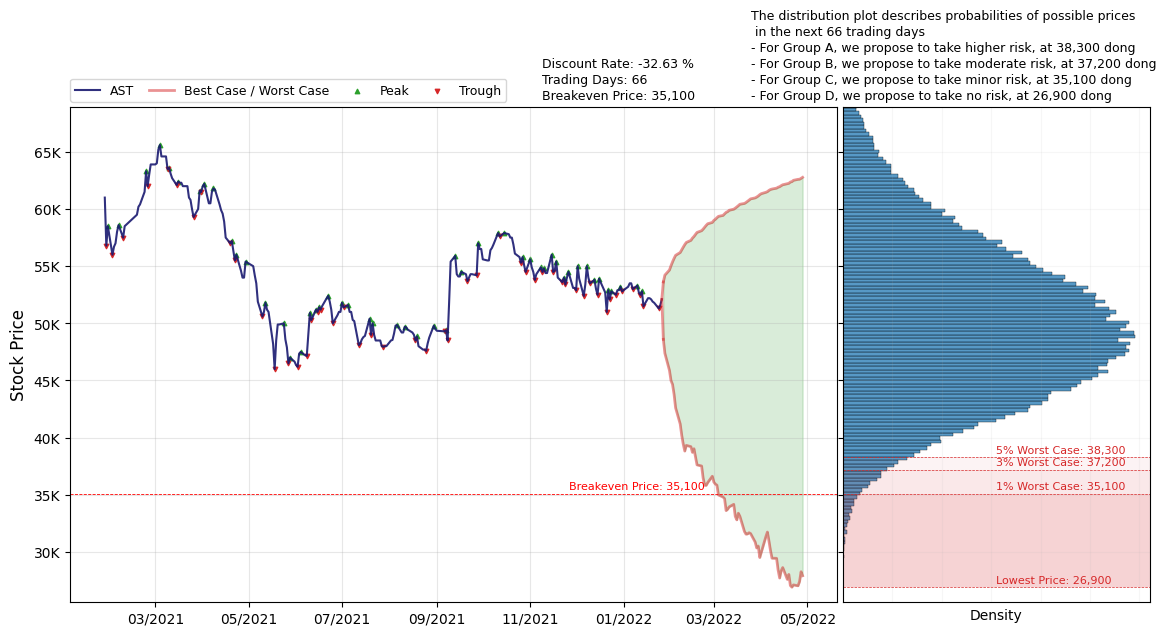 The distribution plot describes probabilities of possible prices
in the next 66 trading days
- For Group A, we propose to take higher risk, at 38,300 dong
- For Group B, we propose to take moderate risk, at 37,200 dong
- For Group C, we propose to take minor risk, at 35,100 dong
- For Group D, we propose to take no risk, at 26,900 dong
Discount Rate: -32.63 %
Trading Days: 66
Breakeven Price: 35,100
AST Best Case / Worst Case Peak Trough
Stock Price
65K
60K
55K
50K
45K
40K
35K
30K
Breakeven Price: 35,100
03/2021 05/2021 07/2021 09/2021 11/2021 01/2022 03/2022 05/2022
5% Worst Case: 38,300
3% Worst Case: 37,200
1% Worst Case: 35,100
Lowest Price: 26,900
Density